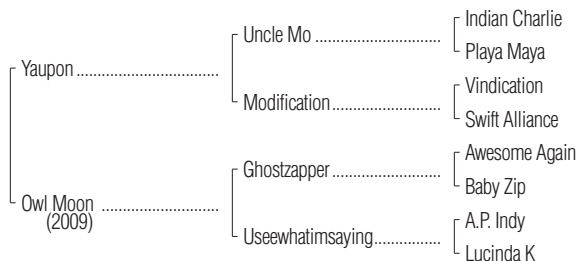 Indian Charlie
Uncle Mo ................................
Playa Maya
Yaupon .....................................
Vindication
Modification............................
Swift Alliance
Awesome Again
Ghostzapper............................
Baby Zip
Owl Moon ..............................
(2009)
A.P. Indy
Useewhatimsaying.................
Lucinda K